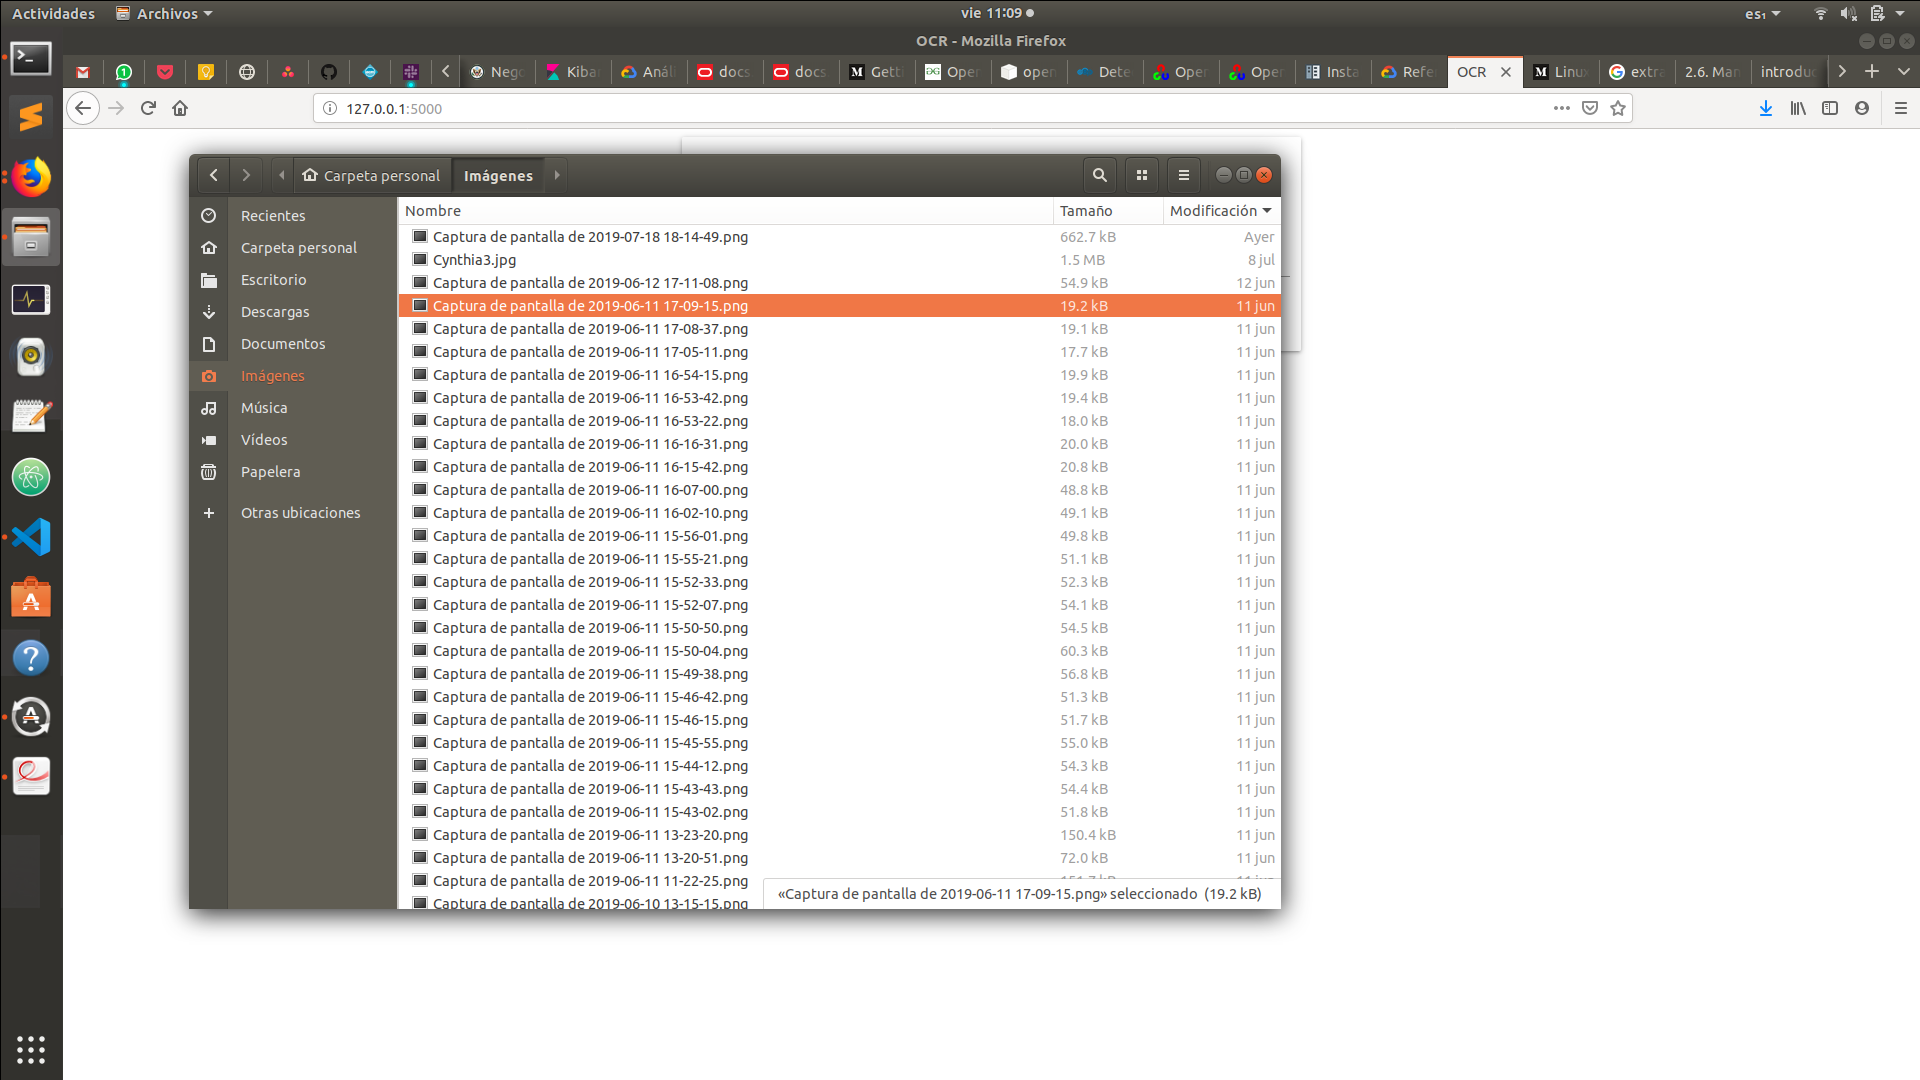 Actividades
Archivos
vie 11:09
es₁
OCR - Mozilla Firefox
1
Nego
Kiba
Anál
docs
docs
Getti
Oper
open
Dete
Oper
Oper
Insta
Refe
OCR
Linux
extra
2.6. Man
introduc
127.0.0.1:5000
Carpeta personal
Imágenes
Recientes
Carpeta personal
Escritorio
Descargas
Documentos
Imágenes
Música
Vídeos
Papelera
Otras ubicaciones
Nombre Tamaño Modificación
Captura de pantalla de 2019-07-18 18-14-49.png 662.7 kB Ayer
Cynthia3.jpg 1.5 MB 8 jul
Captura de pantalla de 2019-06-12 17-11-08.png 54.9 kB 12 jun
Captura de pantalla de 2019-06-11 17-09-15.png 19.2 kB 11 jun
Captura de pantalla de 2019-06-11 17-08-37.png 19.1 kB 11 jun
Captura de pantalla de 2019-06-11 17-05-11.png 17.7 kB 11 jun
Captura de pantalla de 2019-06-11 16-54-15.png 19.9 kB 11 jun
Captura de pantalla de 2019-06-11 16-53-42.png 19.4 kB 11 jun
Captura de pantalla de 2019-06-11 16-53-22.png 18.0 kB 11 jun
Captura de pantalla de 2019-06-11 16-16-31.png 20.0 kB 11 jun
Captura de pantalla de 2019-06-11 16-15-42.png 20.8 kB 11 jun
Captura de pantalla de 2019-06-11 16-07-00.png 48.8 kB 11 jun
Captura de pantalla de 2019-06-11 16-02-10.png 49.1 kB 11 jun
Captura de pantalla de 2019-06-11 15-56-01.png 49.8 kB 11 jun
Captura de pantalla de 2019-06-11 15-55-21.png 51.1 kB 11 jun
Captura de pantalla de 2019-06-11 15-52-33.png 52.3 kB 11 jun
Captura de pantalla de 2019-06-11 15-52-07.png 54.1 kB 11 jun
Captura de pantalla de 2019-06-11 15-50-50.png 54.5 kB 11 jun
Captura de pantalla de 2019-06-11 15-50-04.png 60.3 kB 11 jun
Captura de pantalla de 2019-06-11 15-49-38.png 56.8 kB 11 jun
Captura de pantalla de 2019-06-11 15-46-42.png 51.3 kB 11 jun
Captura de pantalla de 2019-06-11 15-46-15.png 51.7 kB 11 jun
Captura de pantalla de 2019-06-11 15-45-55.png 55.0 kB 11 jun
Captura de pantalla de 2019-06-11 15-44-12.png 54.3 kB 11 jun
Captura de pantalla de 2019-06-11 15-43-43.png 54.4 kB 11 jun
Captura de pantalla de 2019-06-11 15-43-02.png 51.8 kB 11 jun
Captura de pantalla de 2019-06-11 13-23-20.png 150.4 kB 11 jun
Captura de pantalla de 2019-06-11 13-20-51.png 72.0 kB 11 jun
Captura de pantalla de 2019-06-11 11-22-25.png
Captura de pantalla de 2019-06-10 13-15-15.png
«Captura de pantalla de 2019-06-11 17-09-15.png» seleccionado (19.2 kB)